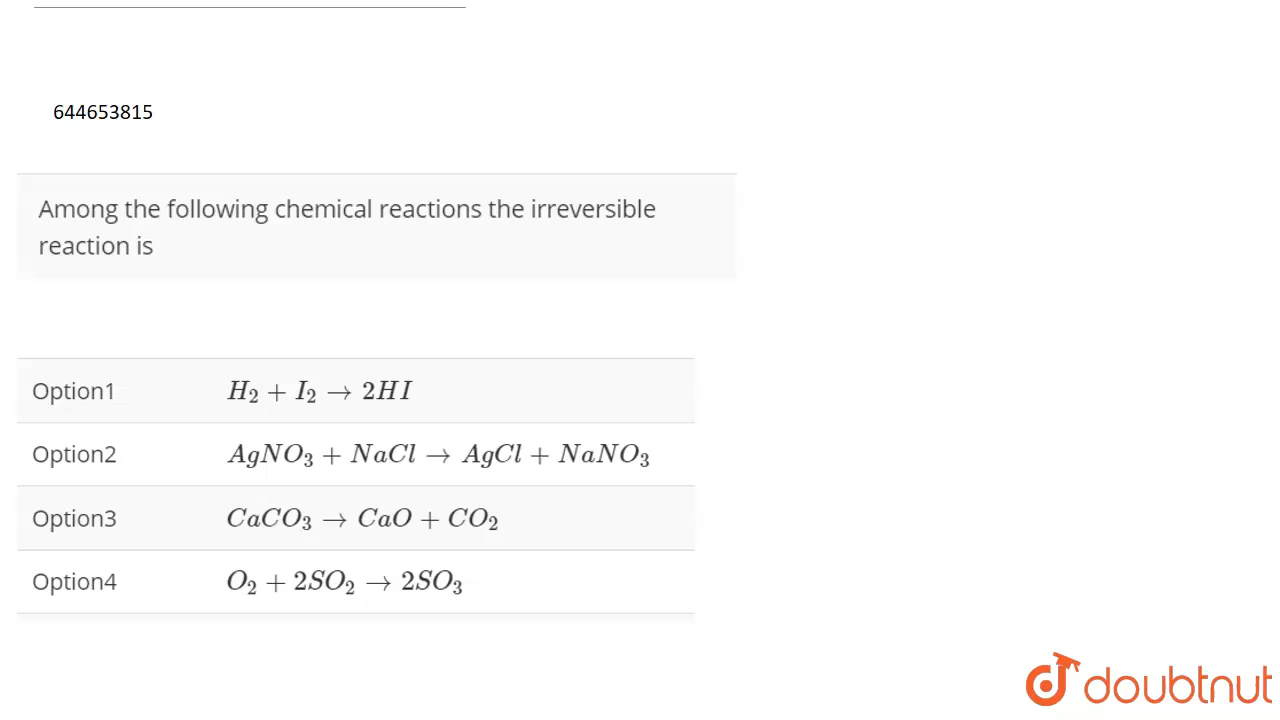 644653815
Among the following chemical reactions the irreversible
reaction is
Option1 H₂ + I₂ → 2HI
Option2 AgNO₃ + NaCl → AgCl + NaNO₃
Option3 CaCO₃ → CaO + CO₂
Option4 O₂ + 2SO₂ → 2SO₃
doubtnut